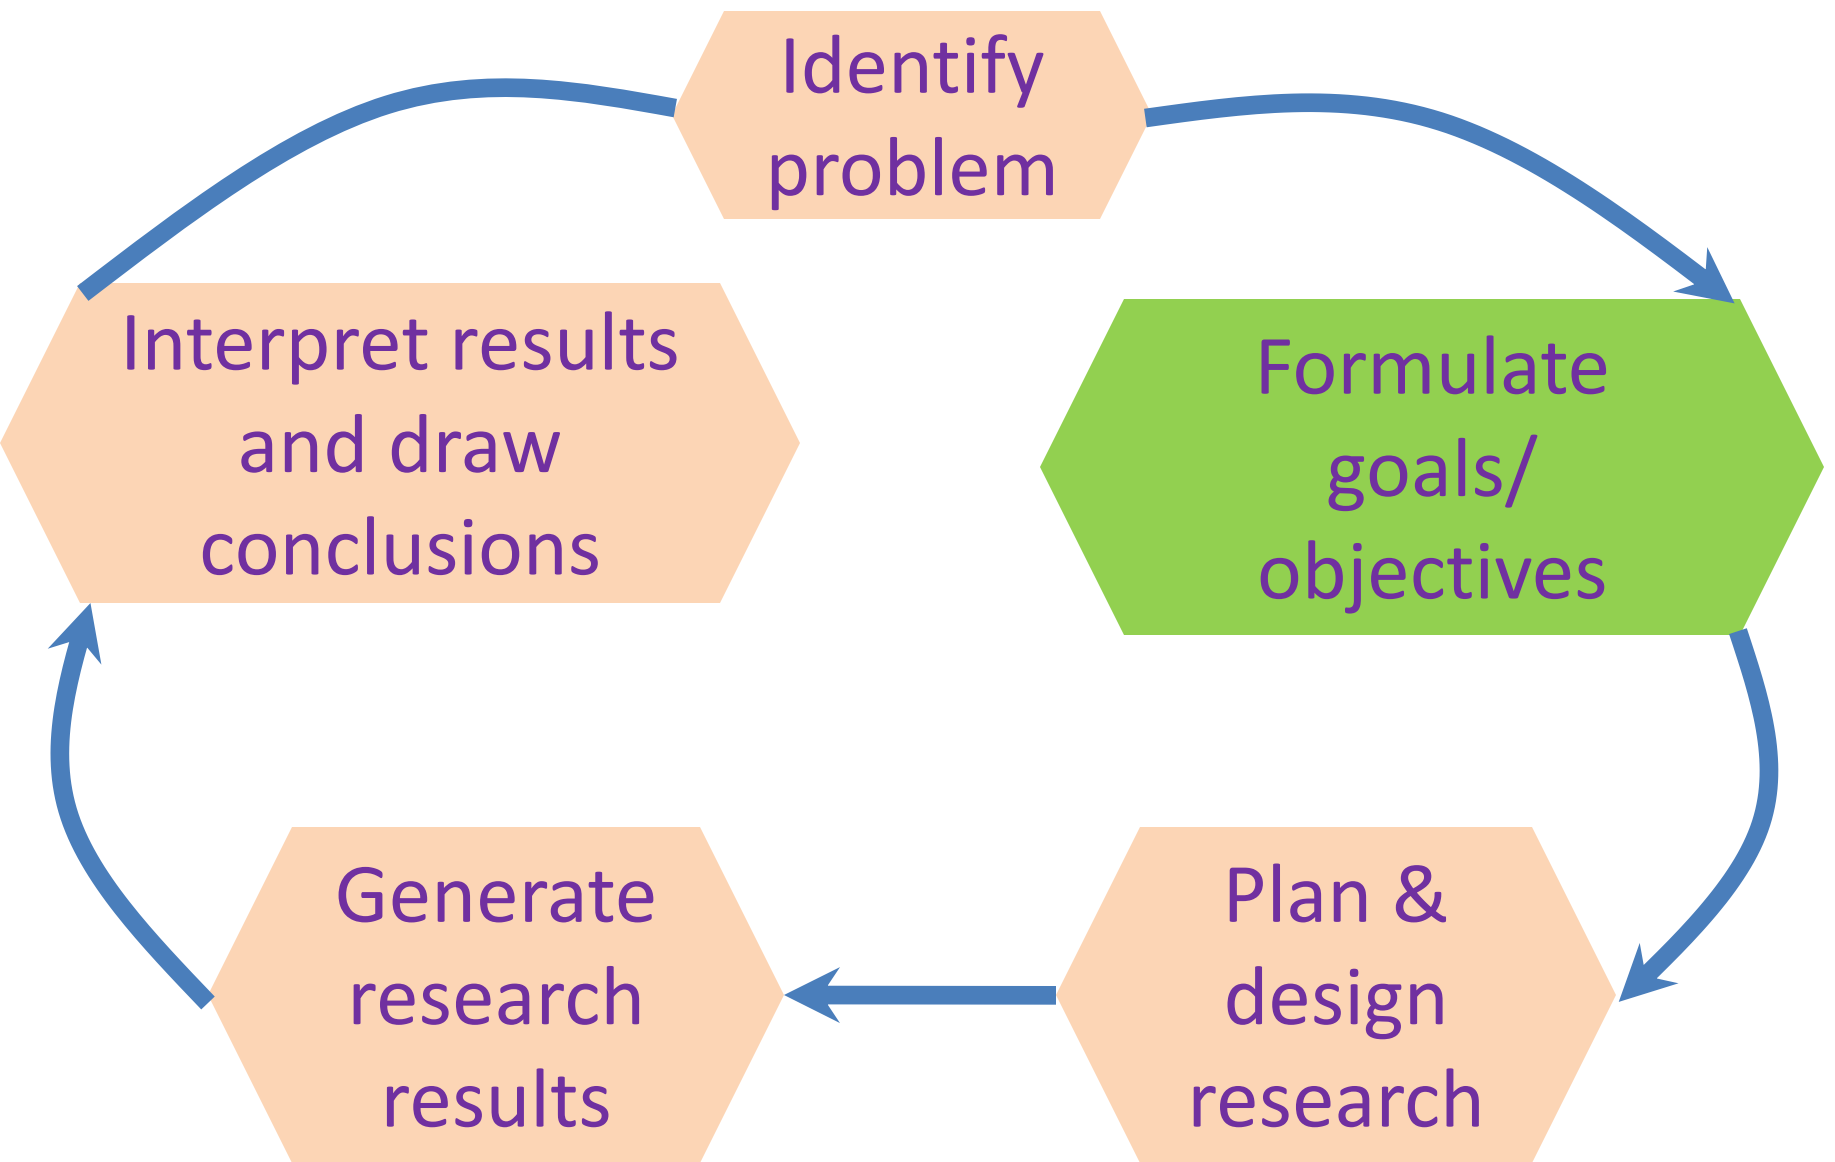 Identify
problem
Interpret results
and draw
conclusions
Formulate
goals/
objectives
Generate
research
results
Plan &
design
research